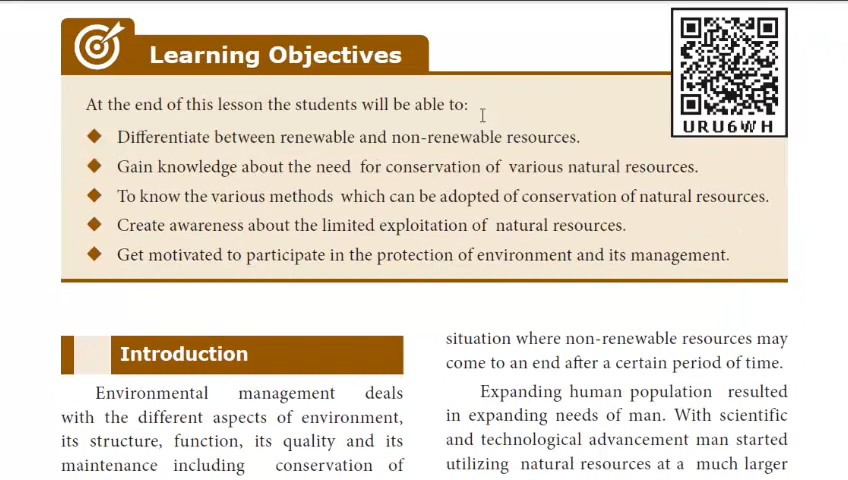 Learning Objectives
URU6WH
At the end of this lesson the students will be able to:
Differentiate between renewable and non-renewable resources.
Gain knowledge about the need for conservation of various natural resources.
To know the various methods which can be adopted of conservation of natural resources.
Create awareness about the limited exploitation of natural resources.
Get motivated to participate in the protection of environment and its management.
Introduction
Environmental management deals
with the different aspects of environment,
its structure, function, its quality and its
maintenance including conservation of
situation where non-renewable resources may
come to an end after a certain period of time.
Expanding human population resulted
in expanding needs of man. With scientific
and technological advancement man started
utilizing natural resources at a much larger